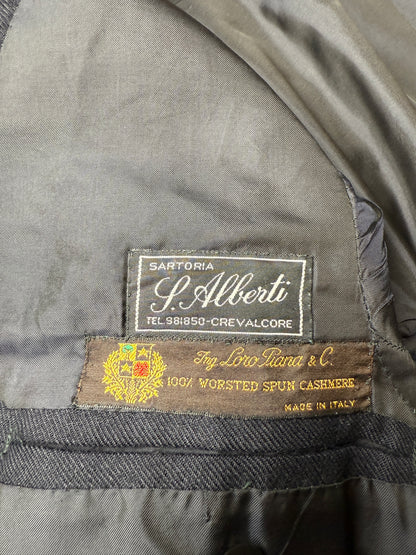 SARTORIA
S. Alberti
TEL.981850-CREVALCORE
Ing. Loro Piana & C.
100% WORSTED SPUN CASHMERE
MADE IN ITALY